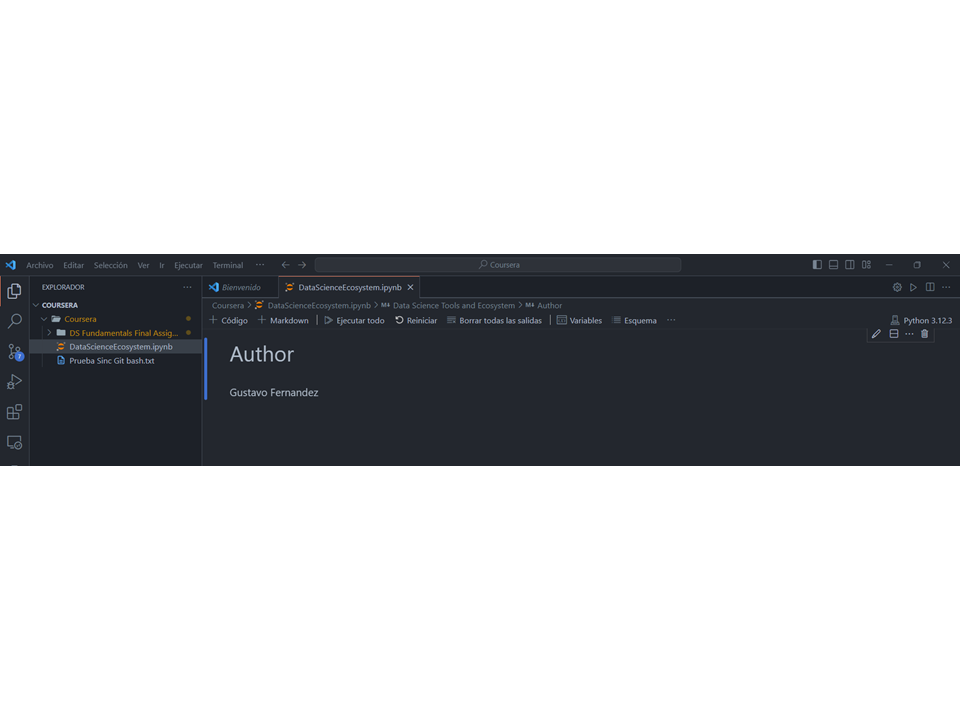 Archivo Editar Selección Ver Ir Ejecutar Terminal ··· Coursera
EXPLORADOR ···
Bienvenido DataScienceEcosystem.ipynb
COURSERA
Coursera > DataScienceEcosystem.ipynb > M↓ Data Science Tools and Ecosystem > M↓ Author
Coursera
+ Código + Markdown Ejecutar todo Reiniciar Borrar todas las salidas Variables Esquema ··· Python 3.12.3
DS Fundamentals Final Assig...
DataScienceEcosystem.ipynb
Prueba Sinc Git bash.txt
7
Author
Gustavo Fernandez